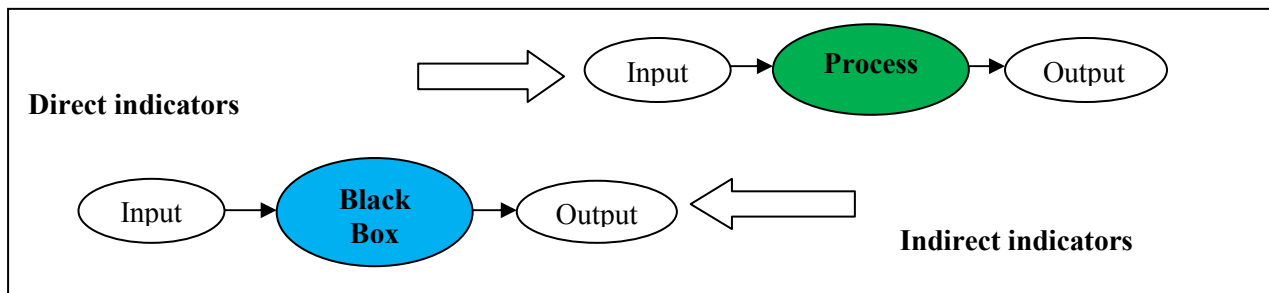 Input
Process
Output
Direct indicators
Input
Black
Box
Output
Indirect indicators